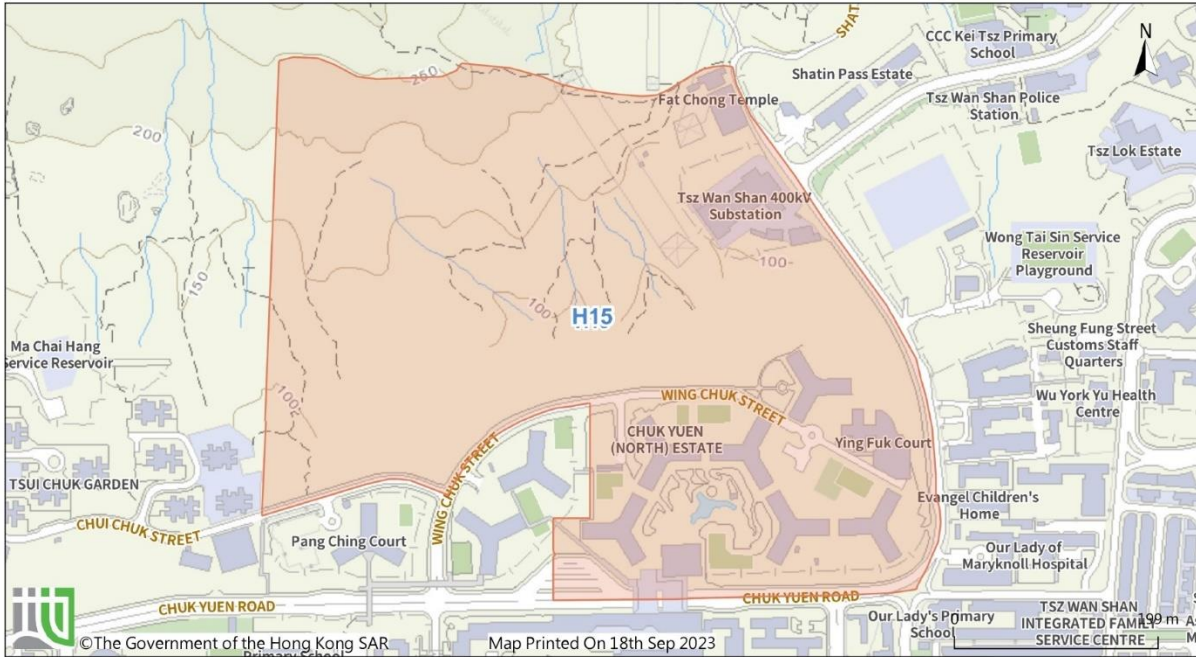 CCC Kei Tsz Primary
School
N
SHAT
Shatin Pass Estate
Tsz Wan Shan Police
Station
250
Fat Chong Temple
200
Tsz Lok Estate
Tsz Wan Shan 400kV
Substation
Wong Tai Sin Service
Reservoir
Playground
100
150
100
H15
Ma Chai Hang
Service Reservoir
Sheung Fung Street
Customs Staff
Quarters
100
WING CHUK STREET
Wu York Yu Health
Centre
CHUK YUEN
(NORTH) ESTATE
Ying Fuk Court
TSUI CHUK GARDEN
WING CHUK STREET
Evangel Children's
Home
CHUI CHUK STREET
Pang Ching Court
Our Lady of
Maryknoll Hospital
CHUK YUEN ROAD
CHUK YUEN ROAD
Our Lady's Primary
School
TSZ WAN SHAN
INTEGRATED FAMILY
SERVICE CENTRE
0
199 m
©The Government of the Hong Kong SAR
Map Printed On 18th Sep 2023
Primary School